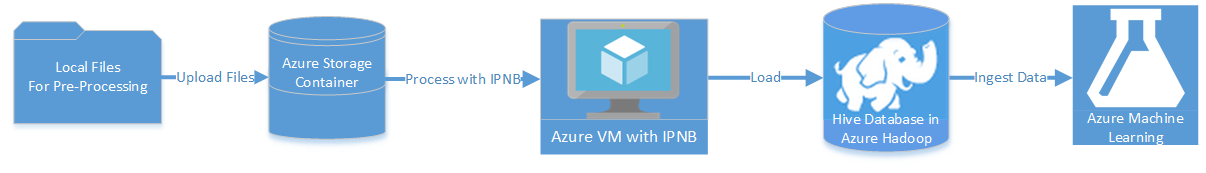 Local Files
For Pre-Processing
Upload Files
Azure Storage
Container
Process with IPNB
Azure VM with IPNB
Load
Hive Database in
Azure Hadoop
Ingest Data
Azure Machine
Learning